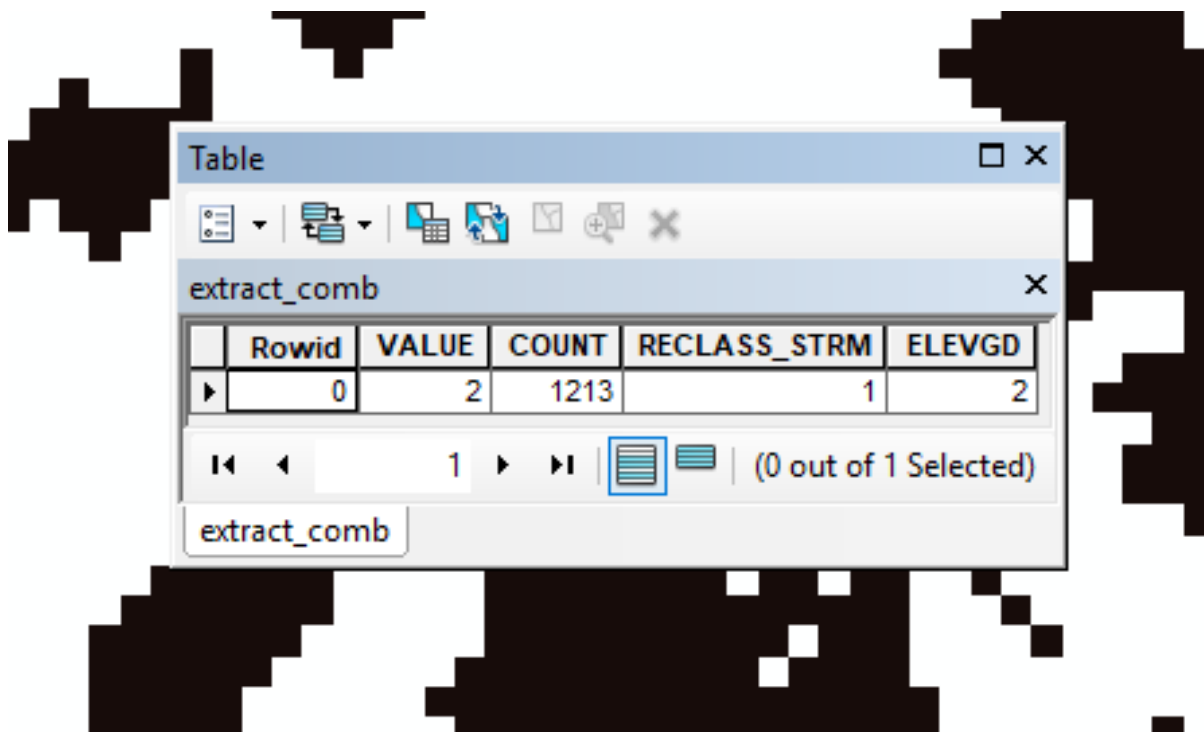 Table
extract_comb
Rowid VALUE COUNT RECLASS_STRM ELEVGD
0 2 1213 1 2
1 (0 out of 1 Selected)
extract_comb